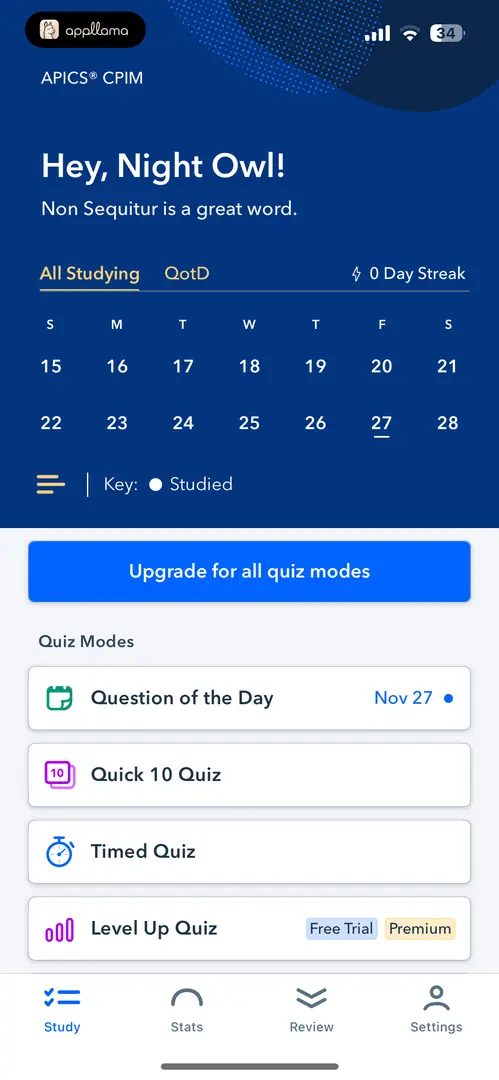 appllama
34
APICS® CPIM
Hey, Night Owl!
Non Sequitur is a great word.
All Studying QotD 0 Day Streak
S M T W T F S
15 16 17 18 19 20 21
22 23 24 25 26 27 28
Key: Studied
Upgrade for all quiz modes
Quiz Modes
Question of the Day Nov 27
10 Quick 10 Quiz
Timed Quiz
Level Up Quiz Free Trial Premium
Study Stats Review Settings